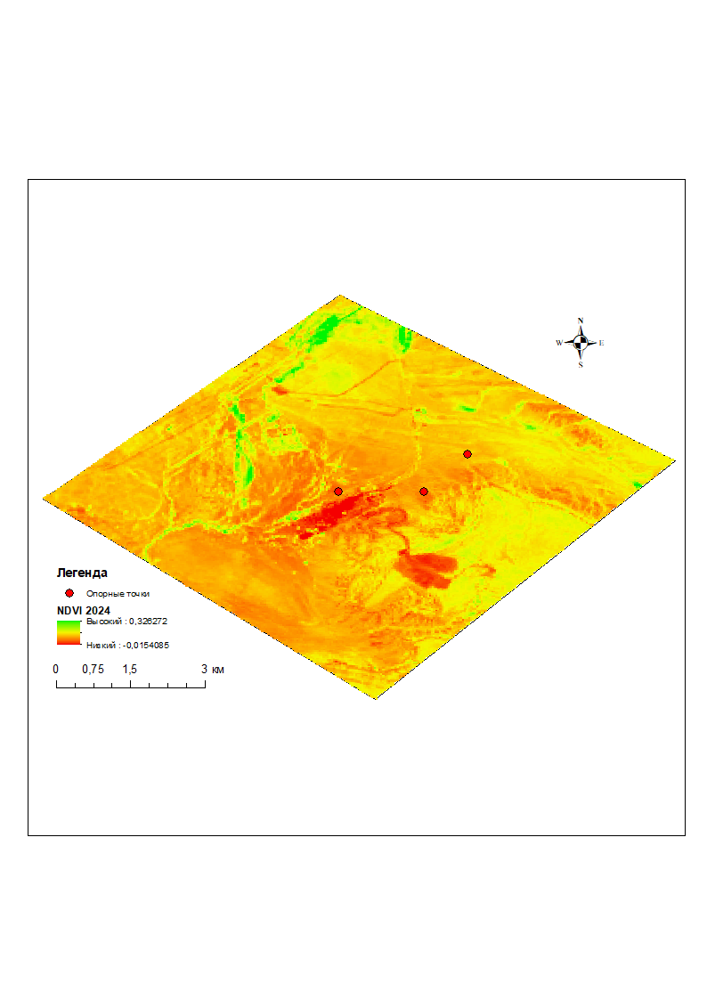 N
W E
S
Легенда
Опорные точки
NDVI 2024
Высокий : 0,326272
Низкий : -0,0154085
0 0,75 1,5 3 км